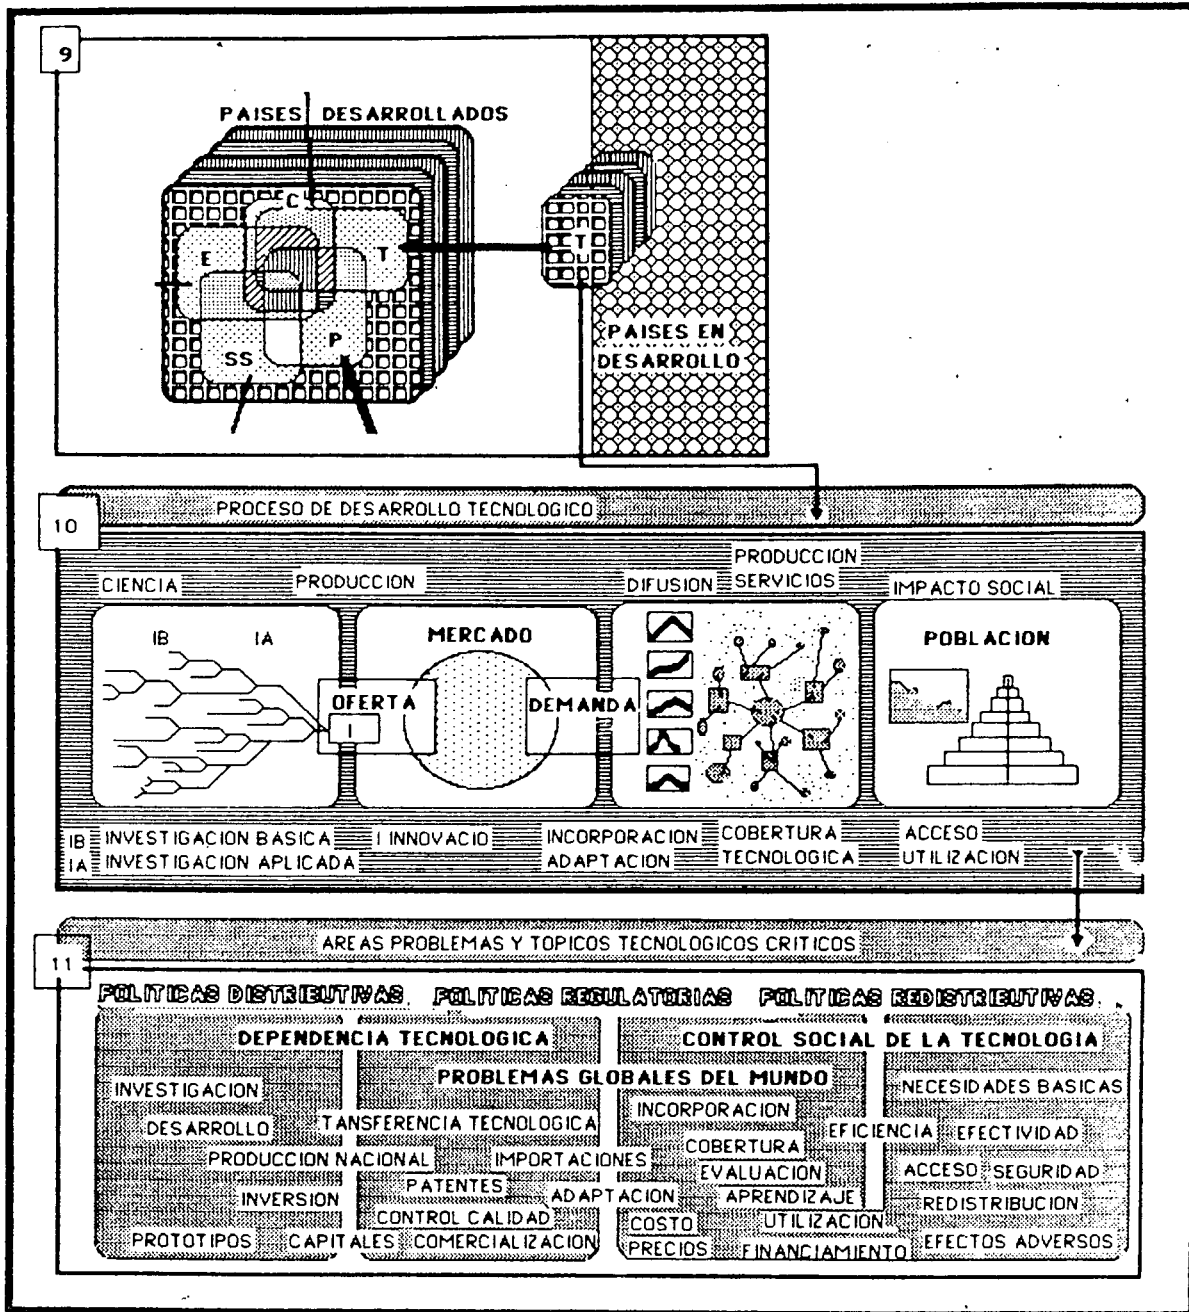 9
PAISES DESARROLLADOS
C
E
T
T
P
SS
PAISES EN
DESARROLLO
10
PROCESO DE DESARROLLO TECNOLOGICO
CIENCIA
PRODUCCION
DIFUSION
PRODUCCION
SERVICIOS
IMPACTO SOCIAL
IB
IA
MERCADO
OFERTA
I
DEMANDA
POBLACION
IB INVESTIGACION BASICA
IA INVESTIGACION APLICADA
I INNOVACIO
INCORPORACION
ADAPTACION
COBERTURA
TECNOLOGICA
ACCESO
UTILIZACION
11
AREAS PROBLEMAS Y TOPICOS TECNOLOGICOS CRITICOS
POLITICAS DISTRIBUTIVAS. POLITICAS REGULATORIAS POLITICAS REDISTRIBUTIVAS.
DEPENDENCIA TECNOLOGICA
CONTROL SOCIAL DE LA TECNOLOGIA
PROBLEMAS GLOBALES DEL MUNDO
INVESTIGACION
DESARROLLO
TANSFERENCIA TECNOLOGICA
PRODUCCION NACIONAL
IMPORTACIONES
PATENTES
INVERSION
ADAPTACION
CONTROL CALIDAD
PROTOTIPOS
CAPITALES
COMERCIALIZACION
INCORPORACION
NECESIDADES BASICAS
EFICIENCIA
EFECTIVIDAD
COBERTURA
EVALUACION
ACCESO
SEGURIDAD
APRENDIZAJE
REDISTRIBUCION
COSTO
UTILIZACION
PRECIOS
FINANCIAMIENTO
EFECTOS ADVERSOS